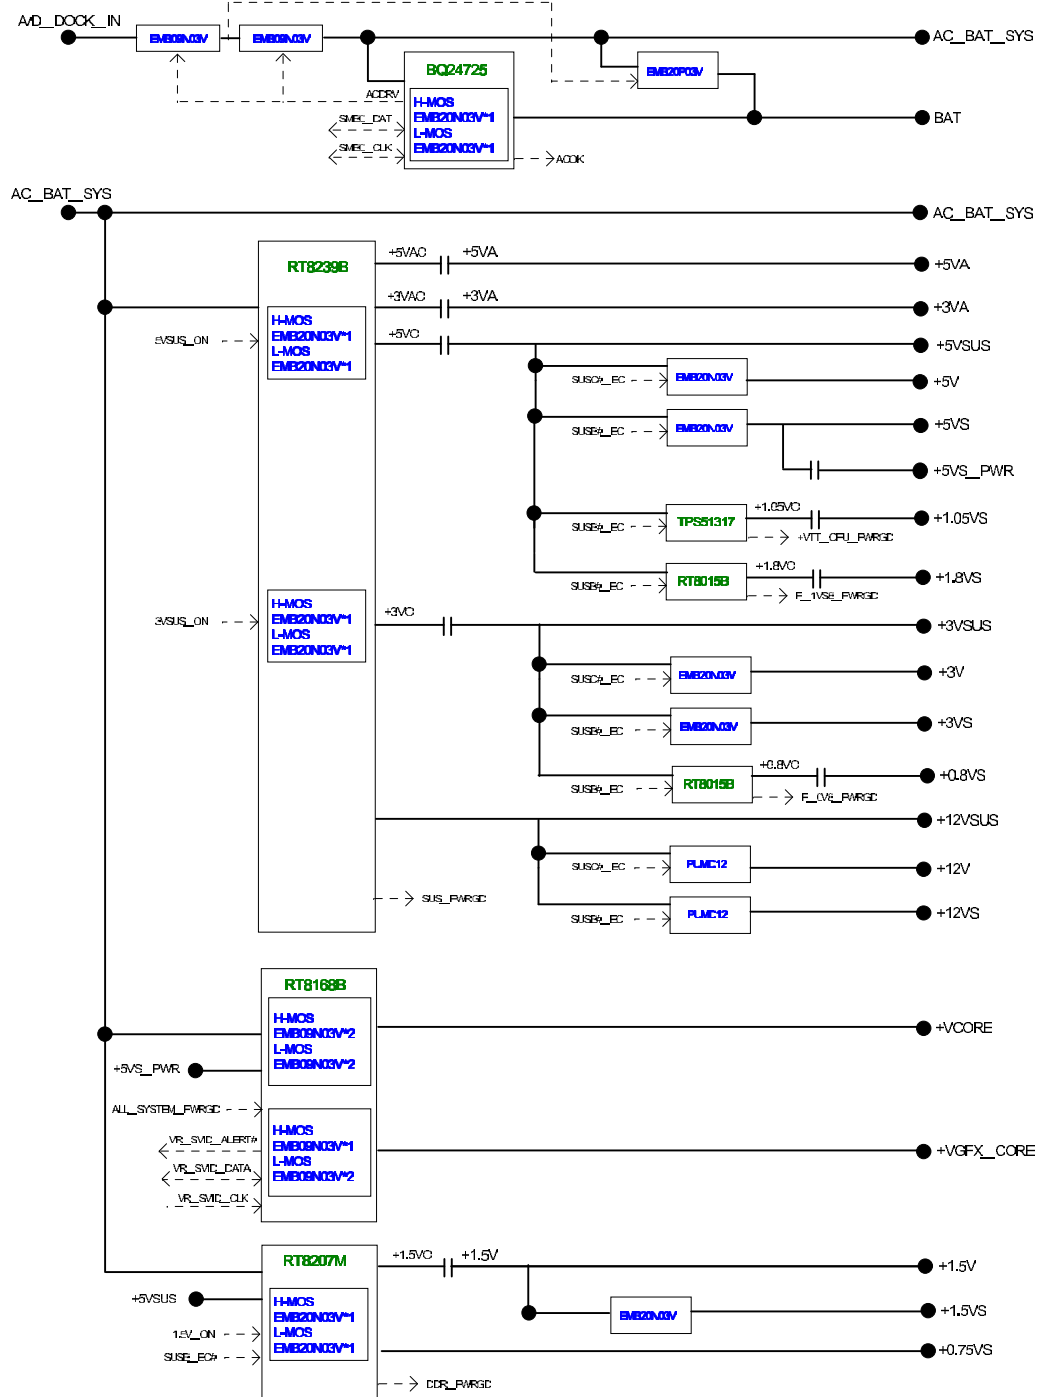 A/D_DOCK_IN
EMB09N03V
EMB09N03V
AC_BAT_SYS
BQ24725
EMB20P03V
ACDRV
H-MOS
EMB20N03V*1
L-MOS
EMB20N03V*1
SMBC_DAT
SMBC_CLK
BAT
ACOK
AC_BAT_SYS
AC_BAT_SYS
RT8239B
+5VAC
+5VA
+5VA
+3VAC
+3VA
+3VA
H-MOS
EMB20N03V*1
L-MOS
EMB20N03V*1
5VSUS_ON
+5VC
+5VSUS
SUSC#_EC
EMB20N03V
+5V
SUSB#_EC
EMB20N03V
+5VS
+5VS_PWR
SUSB#_EC
TPS51317
+1.05VC
+1.05VS
+VTT_CPU_PWRGD
SUSB#_EC
RT8015B
+1.8VC
+1.8VS
P_1VS8_PWRGD
H-MOS
EMB20N03V*1
L-MOS
EMB20N03V*1
3VSUS_ON
+3VC
+3VSUS
SUSC#_EC
EMB20N03V
+3V
SUSB#_EC
EMB20N03V
+3VS
SUSB#_EC
RT8015B
+0.8VC
+0.8VS
+12VSUS
SUSC#_EC
PUMC12
+12V
SUS_PWRGD
SUSB#_EC
PUMC12
+12VS
RT8168B
H-MOS
EMB09N03V*2
L-MOS
EMB09N03V*2
+VCORE
+5VS_PWR
ALL_SYSTEM_PWRGD
VR_SVID_ALERT#
VR_SVID_DATA
VR_SVID_CLK
H-MOS
EMB09N03V*1
L-MOS
EMB09N03V*2
+VGFX_CORE
RT8207M
+1.5VC
+1.5V
+1.5V
+5VSUS
H-MOS
EMB20N03V*1
L-MOS
EMB20N03V*1
EMB20N03V
+1.5VS
1.5V_ON
SUSB_EC#
+0.75VS
DDR_PWRGD